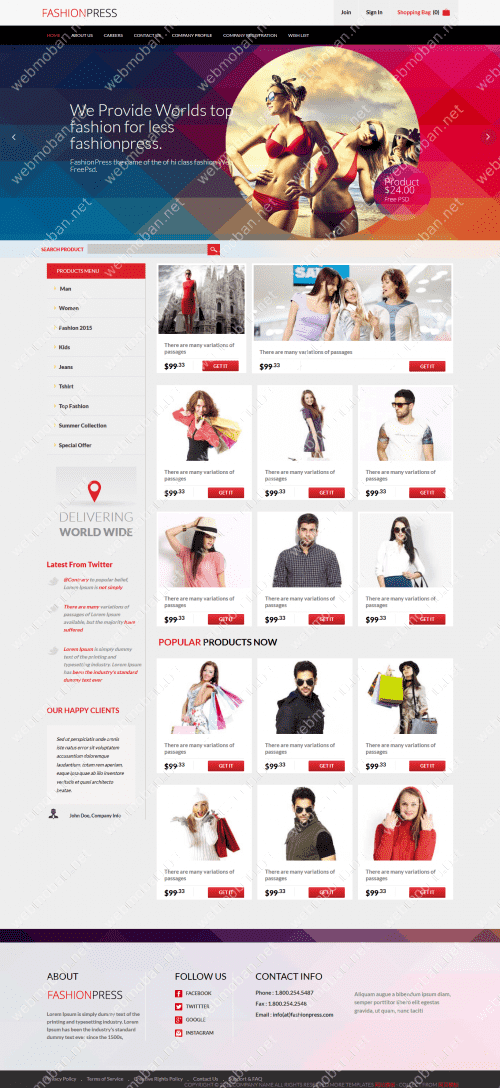 FASHIONPRESS
Join Sign In Shopping Bag (0)
HOME ABOUT US CAREERS CONTACT US COMPANY PROFILE COMPANY REGISTRATION WISH LIST
We Provide Worlds top
fashion for less
fashionpress.
FashionPress the name of the of hi class fashion Web
FreePsd.
Product
$24.00
Free PSD
SEARCH PRODUCT
PRODUCTS MENU
Man
Women
Fashion 2015
Kids
Jeans
Tshirt
Top Fashion
Summer Collection
Special Offer
DELIVERING
WORLD WIDE
Latest From Twitter
@Contrary to popular belief,
Lorem Ipsum is not simply
There are many variations of
passages of Lorem Ipsum
available, but the majority have
suffered
Lorem Ipsum is simply dummy
text of the printing and
typesetting industry. Lorem Ipsum
has been the industry's standard
dummy text ever
OUR HAPPY CLIENTS
Sed ut perspiciatis unde omnis
iste natus error sit voluptatem
accusantium doloremque
laudantium, totam rem aperiam,
eaque ipsa quae ab illo inventore
veritatis et quasi architecto
beatae.
John Doe, Company Info
SALE
There are many variations of
passages
$99.33 GET IT
There are many variations of passages
$99.33 GET IT
There are many variations of
passages
$99.33 GET IT
There are many variations of
passages
$99.33 GET IT
There are many variations of
passages
$99.33 GET IT
There are many variations of
passages
$99.33 GET IT
There are many variations of
passages
$99.33 GET IT
There are many variations of
passages
$99.33 GET IT
POPULAR PRODUCTS NOW
There are many variations of
passages
$99.33 GET IT
There are many variations of
passages
$99.33 GET IT
There are many variations of
passages
$99.33 GET IT
There are many variations of
passages
$99.33 GET IT
There are many variations of
passages
$99.33 GET IT
There are many variations of
passages
$99.33 GET IT
ABOUT
FASHIONPRESS
Lorem Ipsum is simply dummy text of the
printing and typesetting industry. Lorem
Ipsum has been the industry's standard
dummy text ever since the 1500s,
FOLLOW US
FACEBOOK
TWITTTER
GOOGLE
INSTAGRAM
CONTACT INFO
Phone : 1.800.254.5487
Fax : 1.800.254.2548
Email : info(at)fashionpress.com
Aliquam augue a bibendum ipsum diam,
semper porttitor libero elit egestas
gravida, ut quam, nunc taciti
Privacy Policy . Terms of Service . Creative Rights Policy . Contact Us . Support & FAQ
webmoban.net